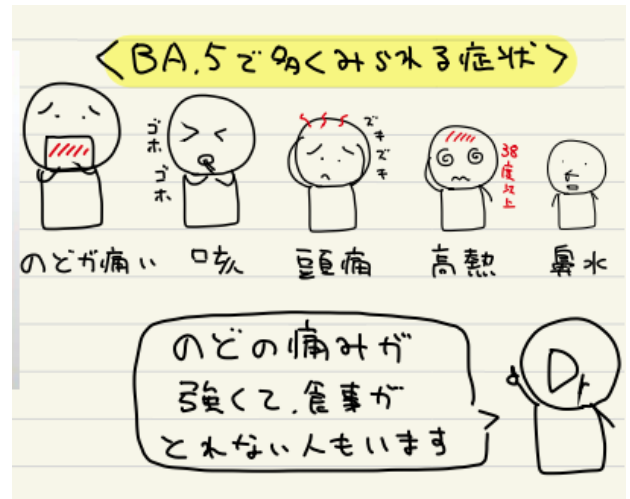 <BA.5で多くみられる症状>
ゴホゴホ
ズキズキ
38度以上
のどが痛い 咳 頭痛 高熱 鼻水
のどの痛みが
強くて、食事が
とれない人もいます
Dr